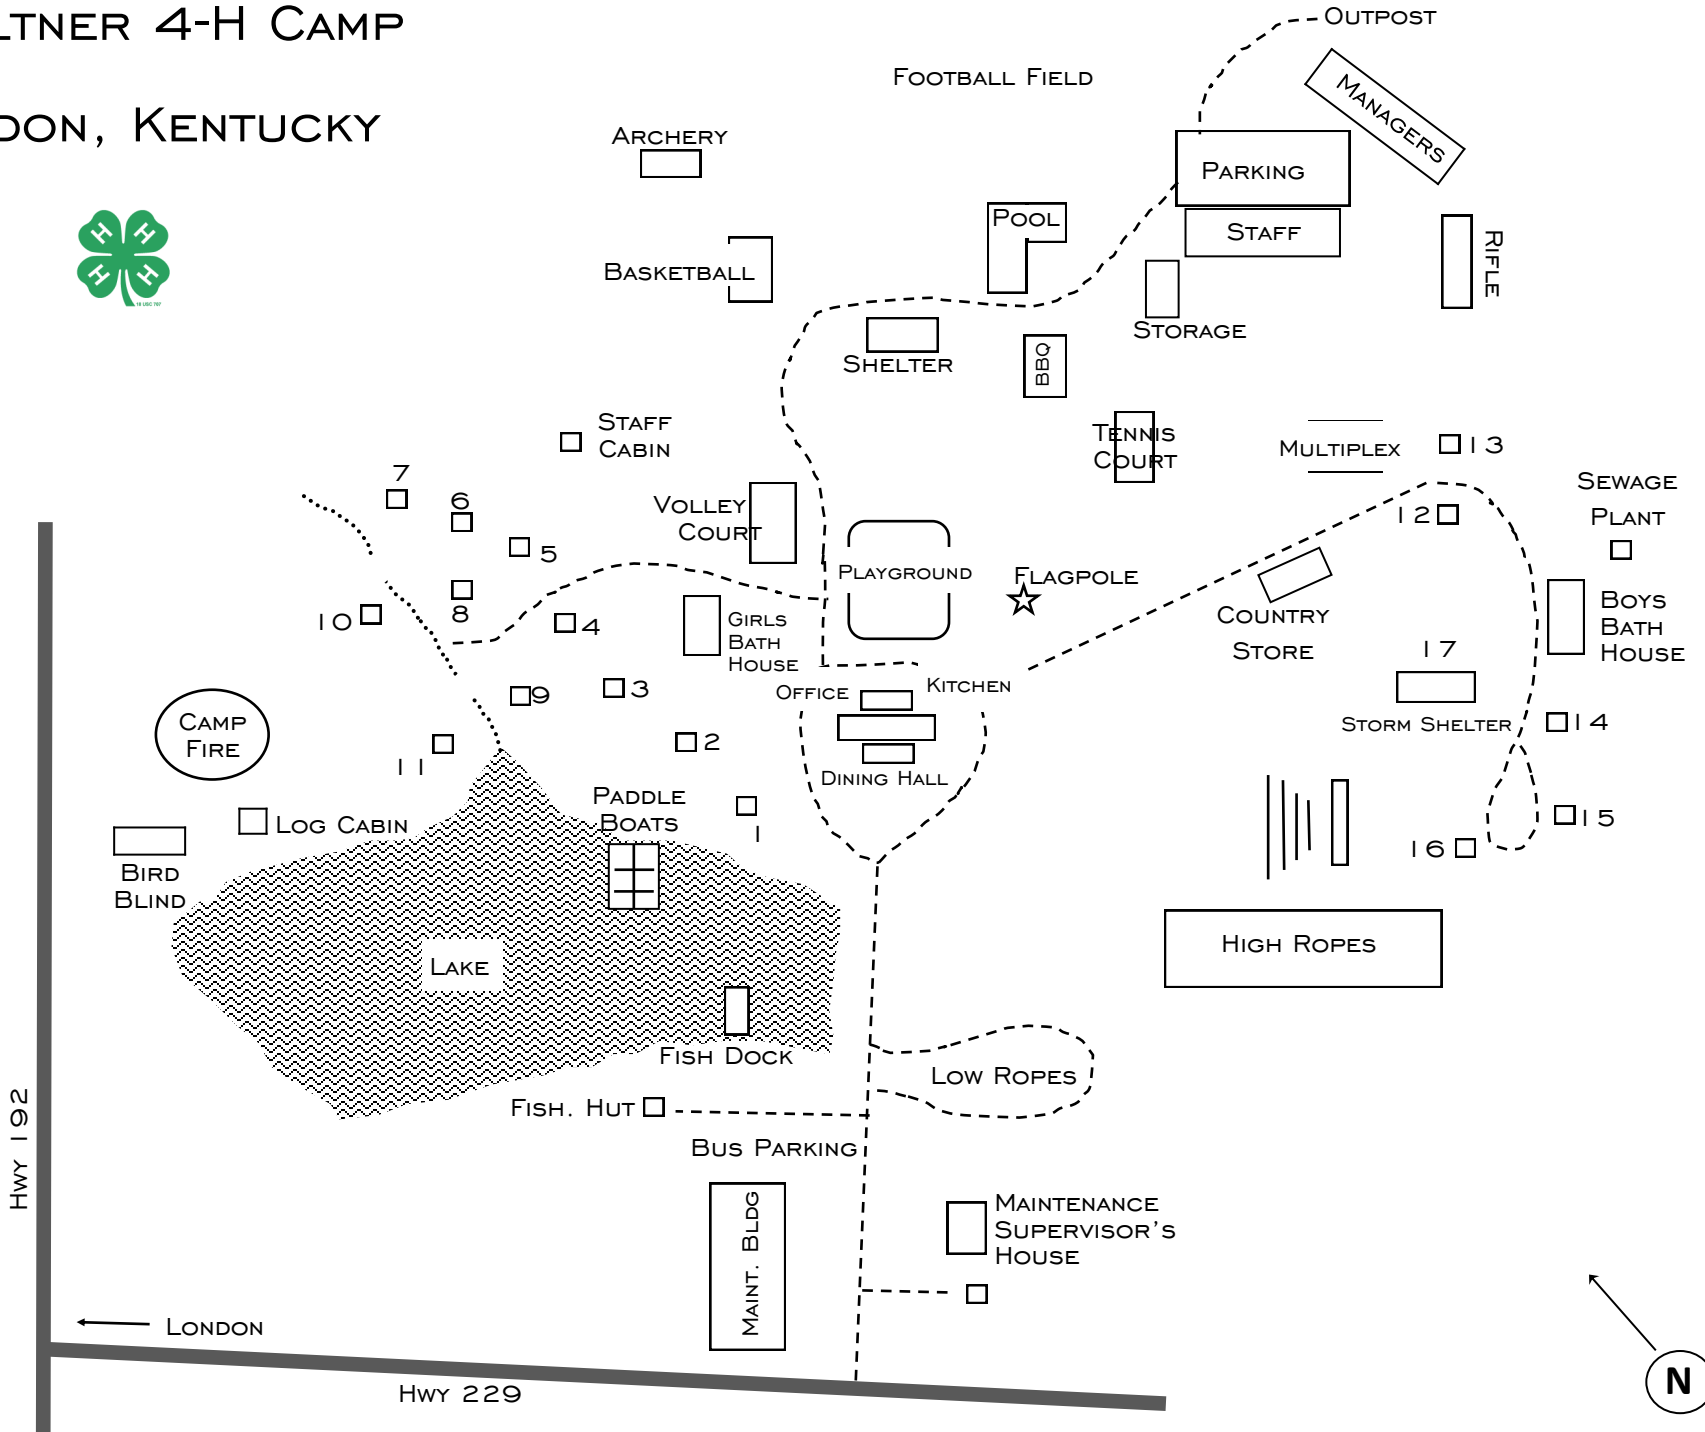 LTNER 4-H CAMP
DON, KENTUCKY
H H
H H
18 USC 707
OUTPOST
FOOTBALL FIELD
MANAGERS
ARCHERY
PARKING
POOL
STAFF
RIFLE
BASKETBALL
STORAGE
SHELTER
BBQ
STAFF
CABIN
TENNIS
COURT
MULTIPLEX
13
7
6
5
VOLLEY
COURT
SEWAGE
PLANT
12
PLAYGROUND
FLAGPOLE
10
8
4
GIRLS
BATH
HOUSE
COUNTRY
STORE
BOYS
BATH
HOUSE
17
9
3
OFFICE
KITCHEN
STORM SHELTER
14
CAMP
FIRE
11
2
DINING HALL
PADDLE
BOATS
LOG CABIN
1
15
16
BIRD
BLIND
HIGH ROPES
LAKE
FISH DOCK
LOW ROPES
FISH. HUT
HWY 192
BUS PARKING
MAINT. BLDG
MAINTENANCE
SUPERVISOR'S
HOUSE
LONDON
HWY 229
N